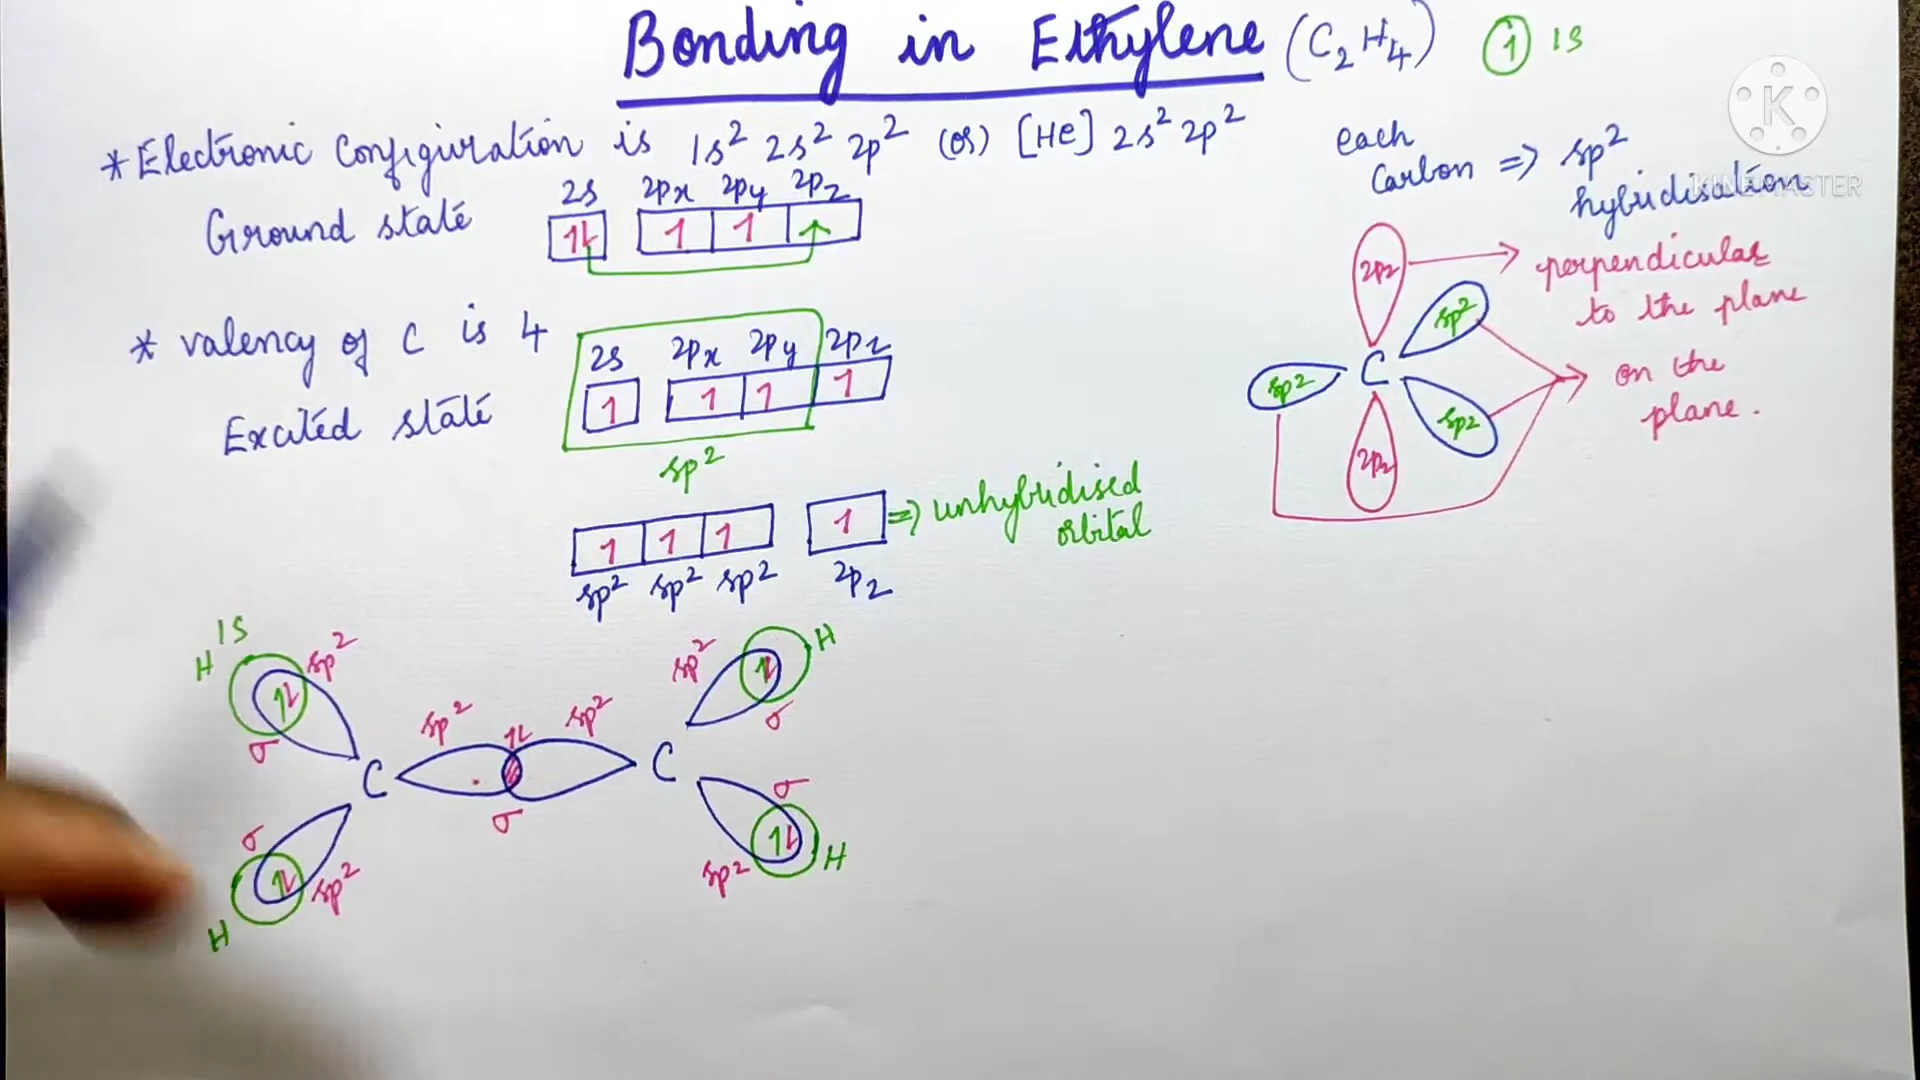 Bonding in Ethylene (C₂H₄) ① 1S
*Electronic Configuration is 1s² 2s² 2p² (or) [He] 2s² 2p²
Ground state
2S 2px 2py 2pz
1↓ 1 1 ↑
* Valency of C is 4
Excited state
2S 2px 2py 2pz
1 1 1 1
sp²
1 1 1 1 => unhybridised
orbital
sp² sp² sp² 2pz
each
Carbon => sp²
hybridisation
K
KINEMASTER
2pz
perpendicular
to the plane
sp²
sp² C
sp2
2pz
on the
plane.
1S
H sp²
1↓
σ
C
σ
1↓ sp²
H
sp² 1↓ sp²
σ
C
sp² 1↓ H
σ
σ
1↓
sp² H